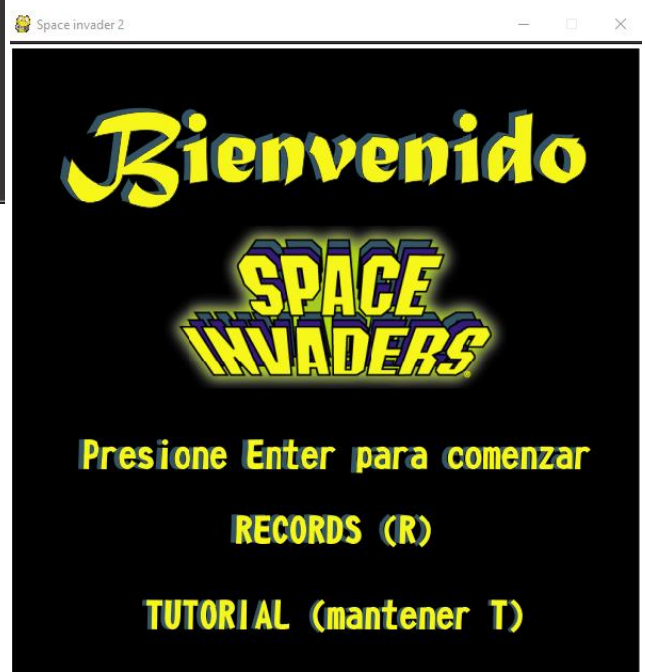 Space invader 2
Bienvenido
SPACE
INVADERS®
Presione Enter para comenzar
RECORDS (R)
TUTORIAL (mantener T)